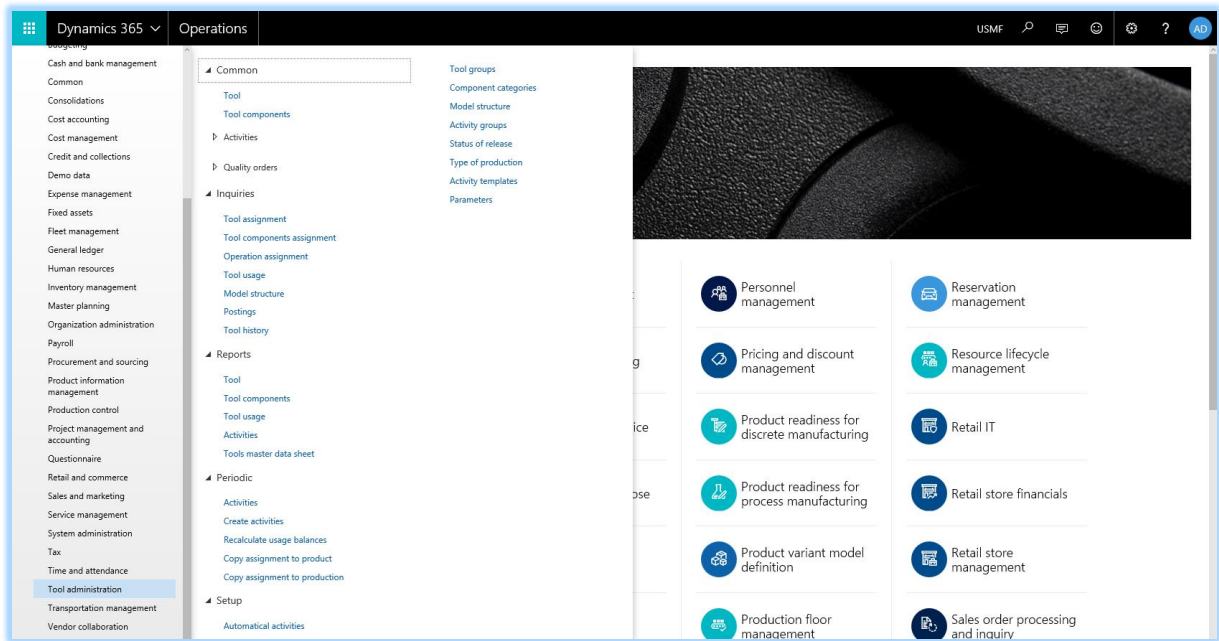 Dynamics 365
Operations
USMF
?
AD
Budgeting
Cash and bank management
Common
Consolidations
Cost accounting
Cost management
Credit and collections
Demo data
Expense management
Fixed assets
Fleet management
General ledger
Human resources
Inventory management
Master planning
Organization administration
Payroll
Procurement and sourcing
Product information
management
Production control
Project management and
accounting
Questionnaire
Retail and commerce
Sales and marketing
Service management
System administration
Tax
Time and attendance
Tool administration
Transportation management
Vendor collaboration
Common
Tool
Tool components
Activities
Quality orders
Inquiries
Tool assignment
Tool components assignment
Operation assignment
Tool usage
Model structure
Postings
Tool history
Reports
Tool
Tool components
Tool usage
Activities
Tools master data sheet
Periodic
Activities
Create activities
Recalculate usage balances
Copy assignment to product
Copy assignment to production
Setup
Automatical activities
Tool groups
Component categories
Model structure
Activity groups
Status of release
Type of production
Activity templates
Parameters
g
ice
ose
Personnel
management
Pricing and discount
management
Product readiness for
discrete manufacturing
Product readiness for
process manufacturing
Product variant model
definition
Production floor
management
Reservation
management
Resource lifecycle
management
Retail IT
Retail store financials
Retail store
management
Sales order processing
and inquiry